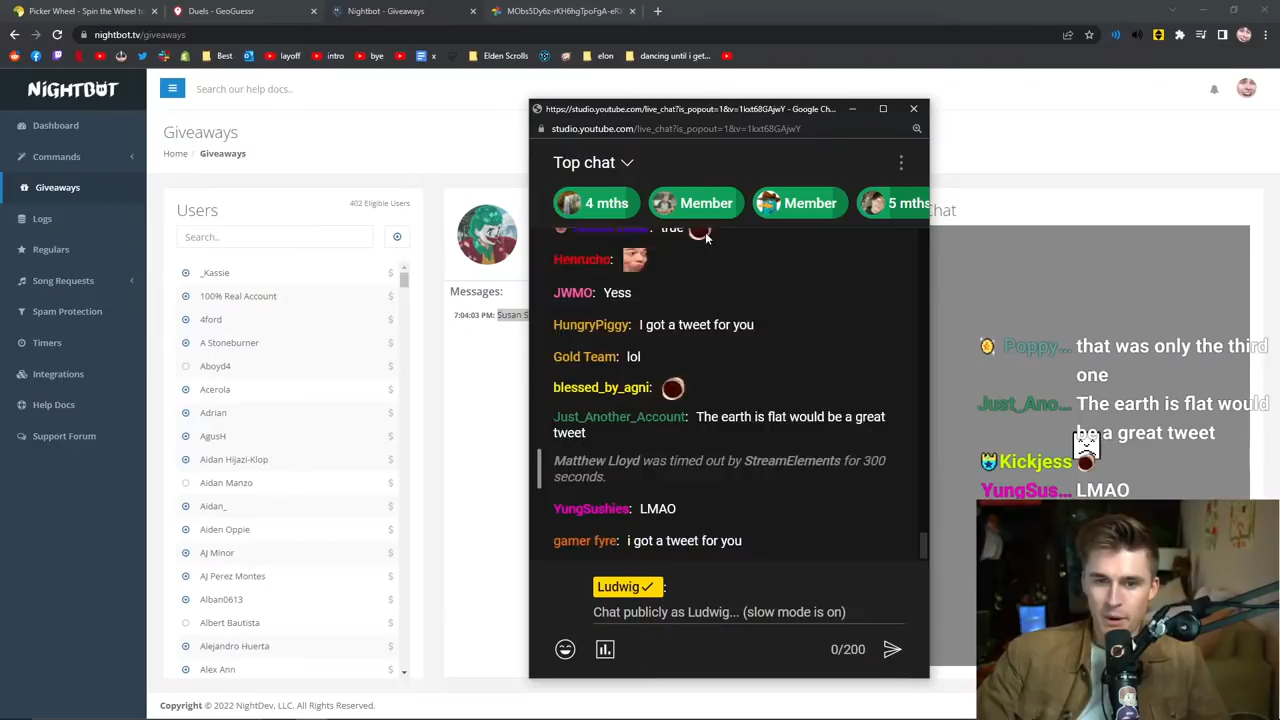 Picker Wheel - Spin the Wheel to
Duels - GeoGuessr
Nightbot - Giveaways
MObs5Dy6z-rKH6hgTpoFgA-eRX
nightbot.tv/giveaways
Best
layoff
intro
bye
x
Elden Scrolls
elon
dancing until i get...
NIGHTBOT
Search our help docs..
Dashboard
Commands
Giveaways
Logs
Regulars
Song Requests
Spam Protection
Timers
Integrations
Help Docs
Support Forum
Giveaways
Home / Giveaways
Users
402 Eligible Users
Search..
_Kassie $
100% Real Account $
4ford $
A Stoneburner $
Aboyd4 $
Acerola $
Adrian $
AgusH $
Aidan Hijazi-Klop $
Aidan Manzo $
Aidan_ $
Aiden Oppie $
AJ Minor $
AJ Perez Montes $
Alban0613 $
Albert Bautista $
Alejandro Huerta $
Alex Ann $
Messages:
7:04:03 PM: Susan S
https://studio.youtube.com/live_chat?is_popout=1&v=1kxt68GAjwY - Google Ch...
studio.youtube.com/live_chat?is_popout=1&v=1kxt68GAjwY
Top chat
4 mths
Member
Member
5 mths
true
Henrucho:
JWMO: Yess
HungryPiggy: I got a tweet for you
Gold Team: lol
blessed_by_agni:
Just_Another_Account: The earth is flat would be a great
tweet
Matthew Lloyd was timed out by StreamElements for 300
seconds.
YungSushies: LMAO
gamer fyre: i got a tweet for you
Ludwig :
Chat publicly as Ludwig... (slow mode is on)
0/200
Chat
Poppy... that was only the third
one
Just_Ano... The earth is flat would
be a great tweet
Kickjess
YungSus... LMAO
Copyright © 2022 NightDev, LLC. All Rights Reserved.